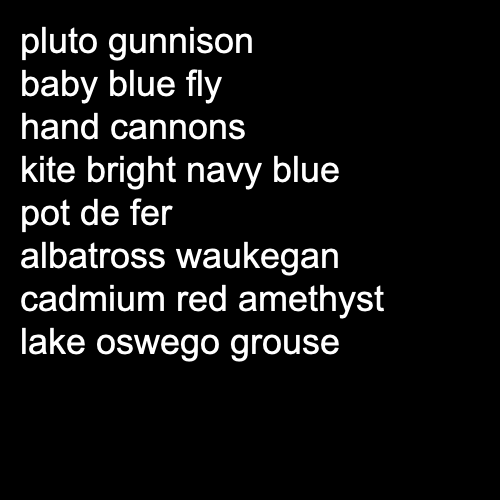 pluto gunnison
baby blue fly
hand cannons
kite bright navy blue
pot de fer
albatross waukegan
cadmium red amethyst
lake oswego grouse